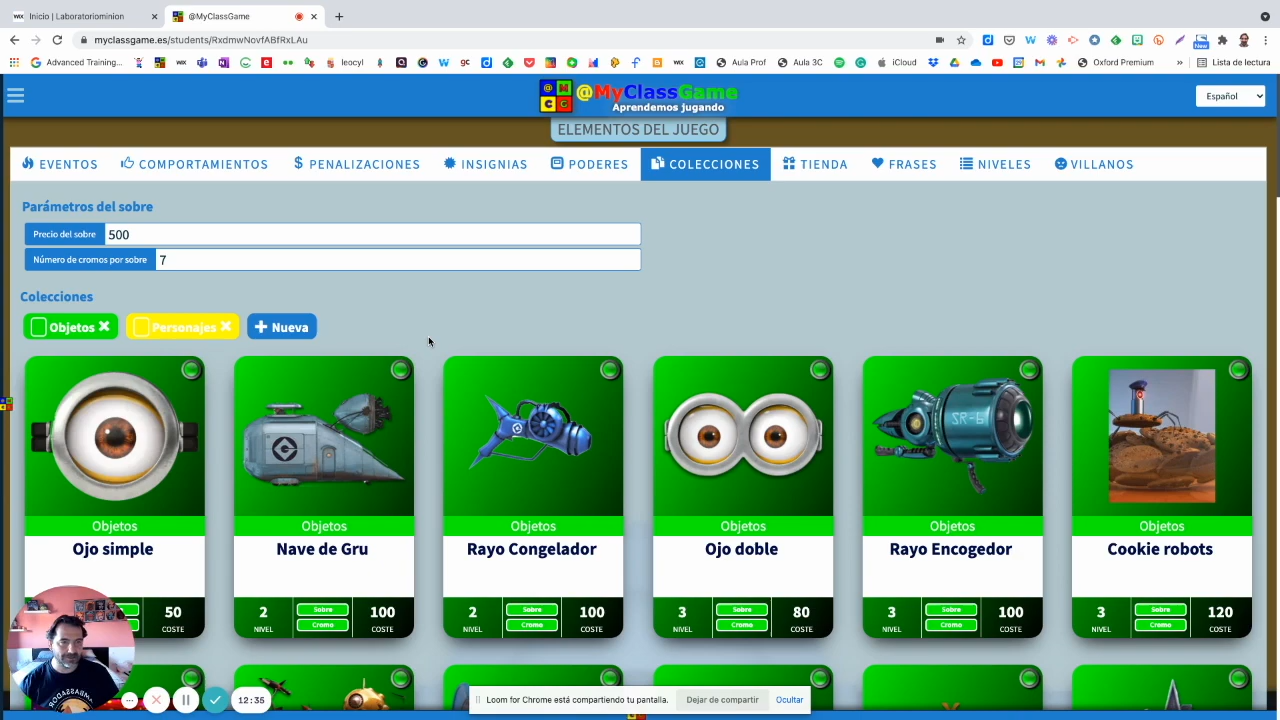 Inicio | Laboratoriominion
@MyClassGame
myclassgame.es/students/RxdmwNovfABfRxLAu
Advanced Training...
leocyl
Aula Prof
Aula 3C
iCloud
Oxford Premium
Lista de lectura
New
@MyClassGame
Aprendemos jugando
Español
ELEMENTOS DEL JUEGO
EVENTOS COMPORTAMIENTOS PENALIZACIONES INSIGNIAS PODERES COLECCIONES TIENDA FRASES NIVELES VILLANOS
Parámetros del sobre
Precio del sobre 500
Número de cromos por sobre 7
Colecciones
Objetos Personajes Nueva
SR-6
Objetos Objetos Objetos Objetos Objetos Objetos
Ojo simple Nave de Gru Rayo Congelador Ojo doble Rayo Encogedor Cookie robots
50 2 Sobre 100 2 Sobre 100 3 Sobre 80 3 Sobre 100 3 Sobre 120
COSTE NIVEL Cromo COSTE NIVEL Cromo COSTE NIVEL Cromo COSTE NIVEL Cromo COSTE NIVEL Cromo COSTE
12:35
Loom for Chrome está compartiendo tu pantalla. Dejar de compartir Ocultar